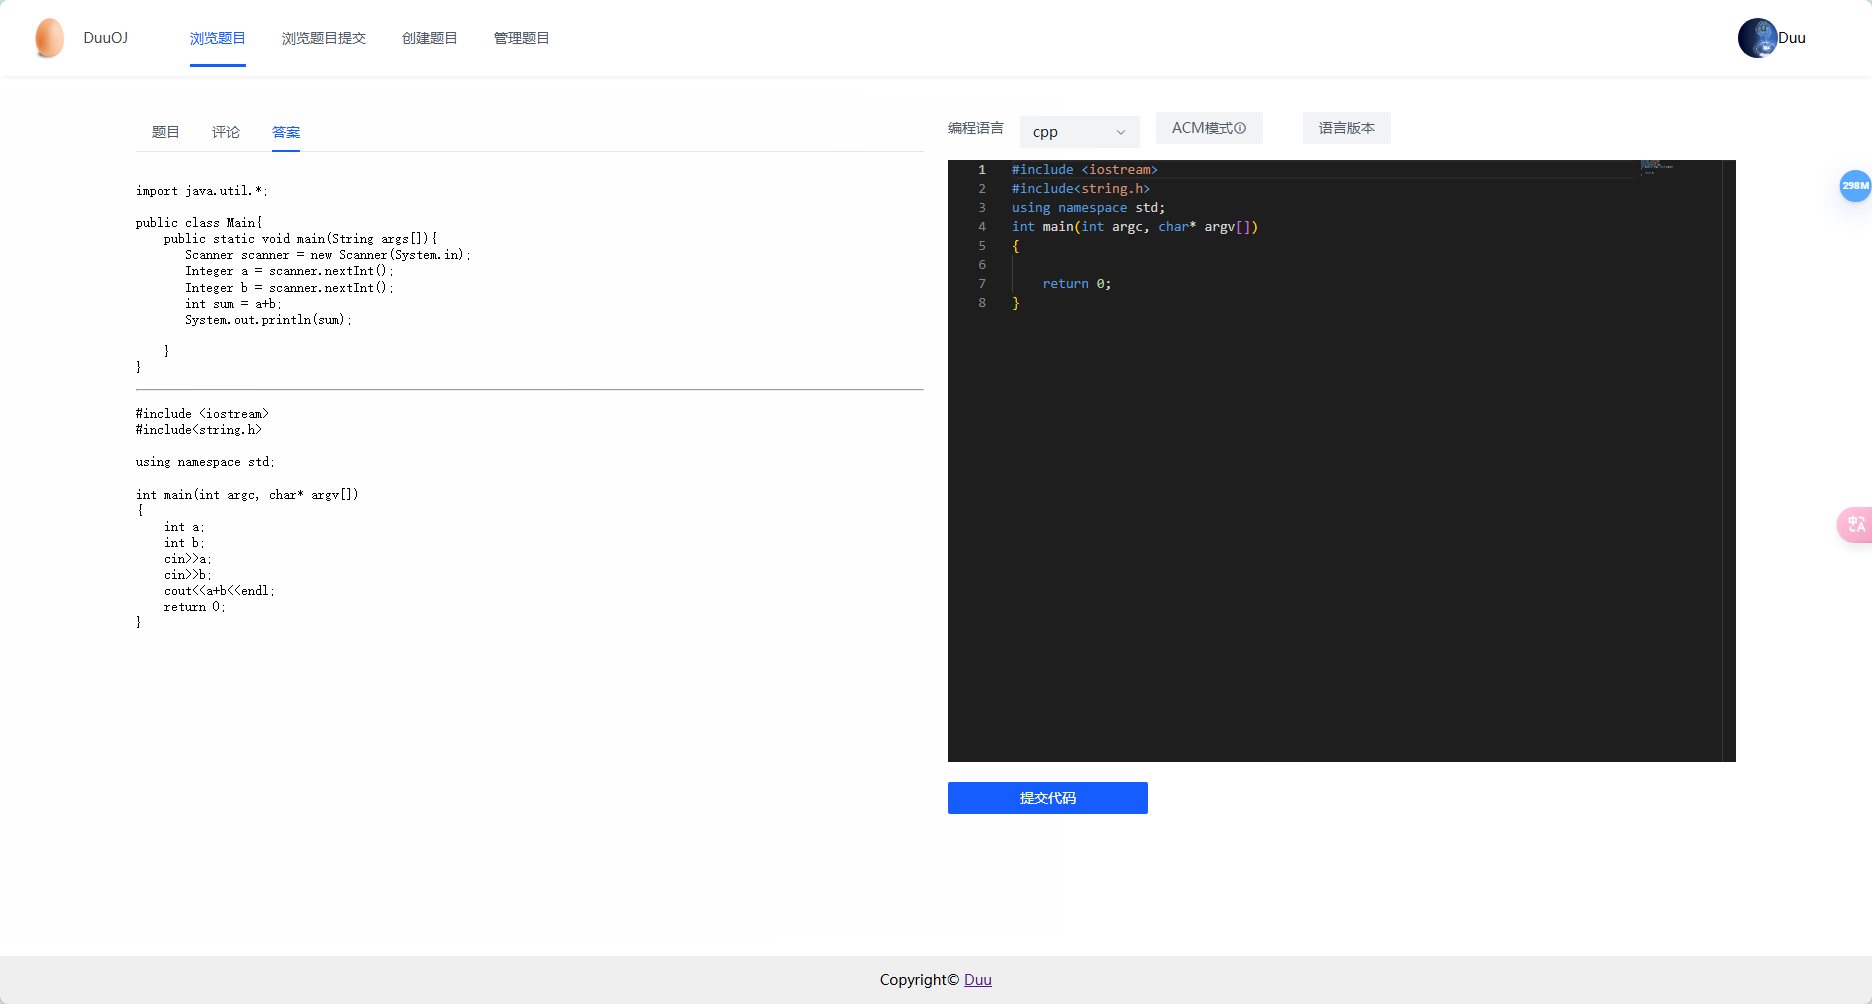 DuuOJ 浏览题目 浏览题目提交 创建题目 管理题目 Duu
题目 评论 答案
import java.util.*;
public class Main{
    public static void main(String args[]){
       Scanner scanner = new Scanner(System.in);
       Integer a = scanner.nextInt();
       Integer b = scanner.nextInt();
       int sum = a+b;
       System.out.println(sum);
    }
}
#include <iostream>
#include<string.h>
using namespace std;
int main(int argc, char* argv[])
{
    int a;
    int b;
    cin>>a;
    cin>>b;
    cout<<a+b<<endl;
    return 0;
}
编程语言 cpp ACM模式 语言版本
1 #include <iostream>
2 #include<string.h>
3 using namespace std;
4 int main(int argc, char* argv[])
5 {
6
7     return 0;
8 }
提交代码
298M
中 A
Copyright© Duu